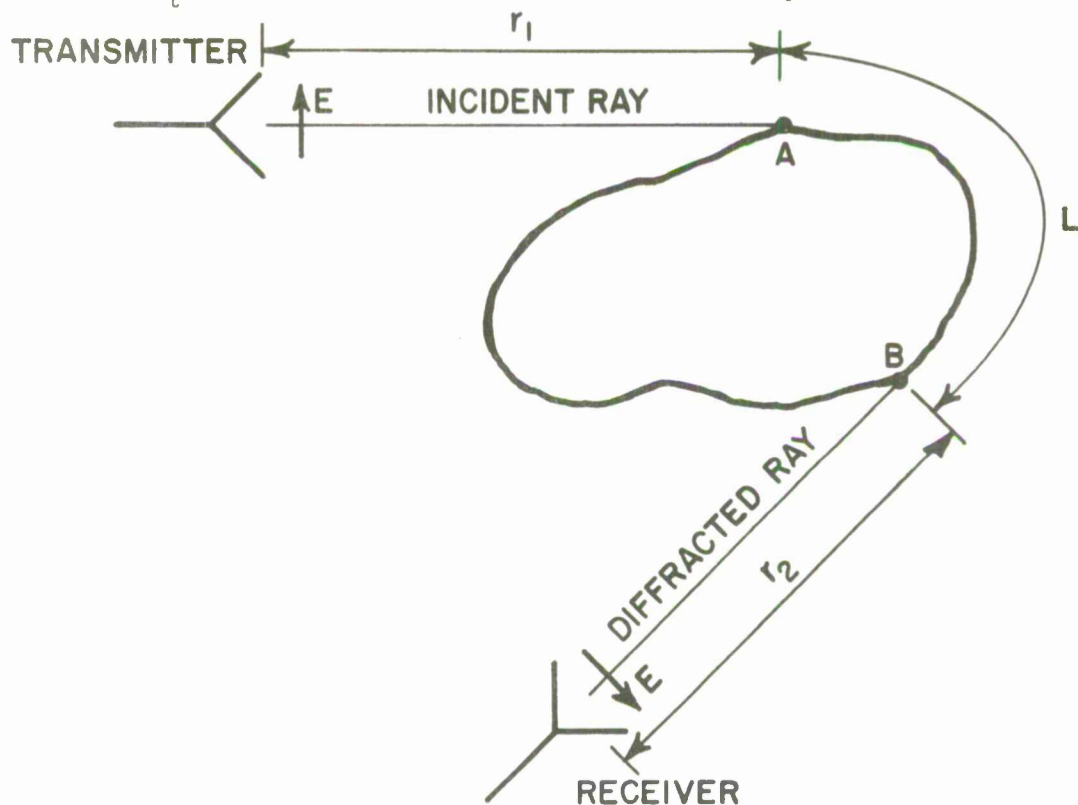 r1
TRANSMITTER
E
INCIDENT RAY
A
L
B
DIFFRACTED RAY
r2
E
RECEIVER